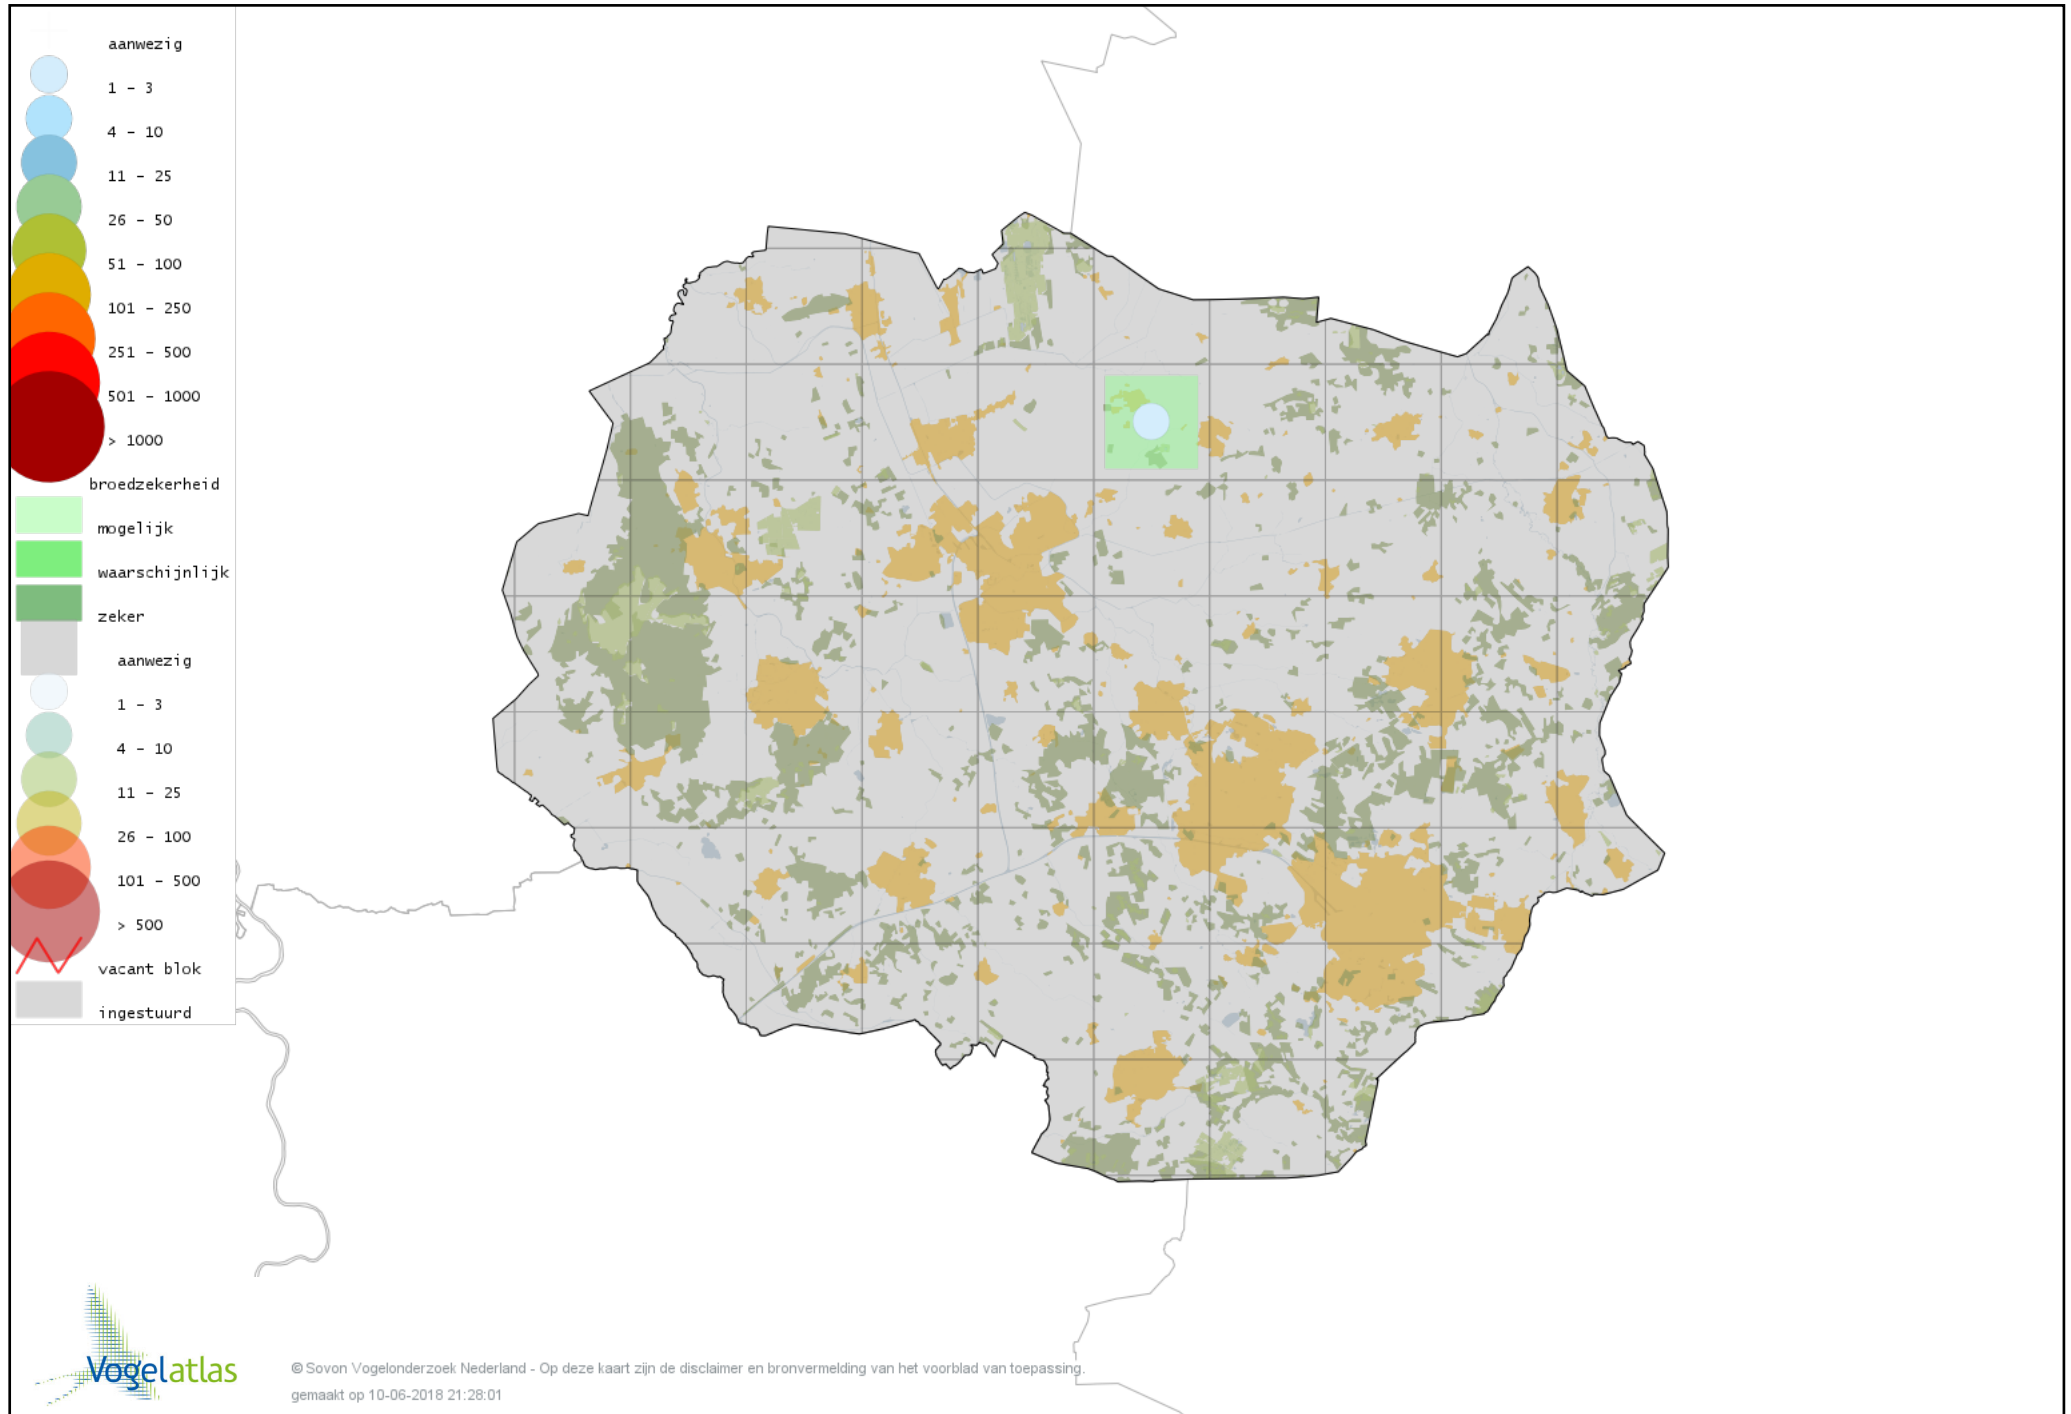 aanwezig
1 - 3
4 - 10
11 - 25
26 - 50
51 - 100
101 - 250
251 - 500
501 - 1000
> 1000
broedzekerheid
mogelijk
waarschijnlijk
zeker
aanwezig
1 - 3
4 - 10
11 - 25
26 - 100
101 - 500
> 500
vacant blok
ingestuurd
Vogelatlas
© Sovon Vogelonderzoek Nederland - Op deze kaart zijn de disclaimer en bronvermelding van het voorblad van toepassing.
gemaakt op 10-06-2018 21:28:01